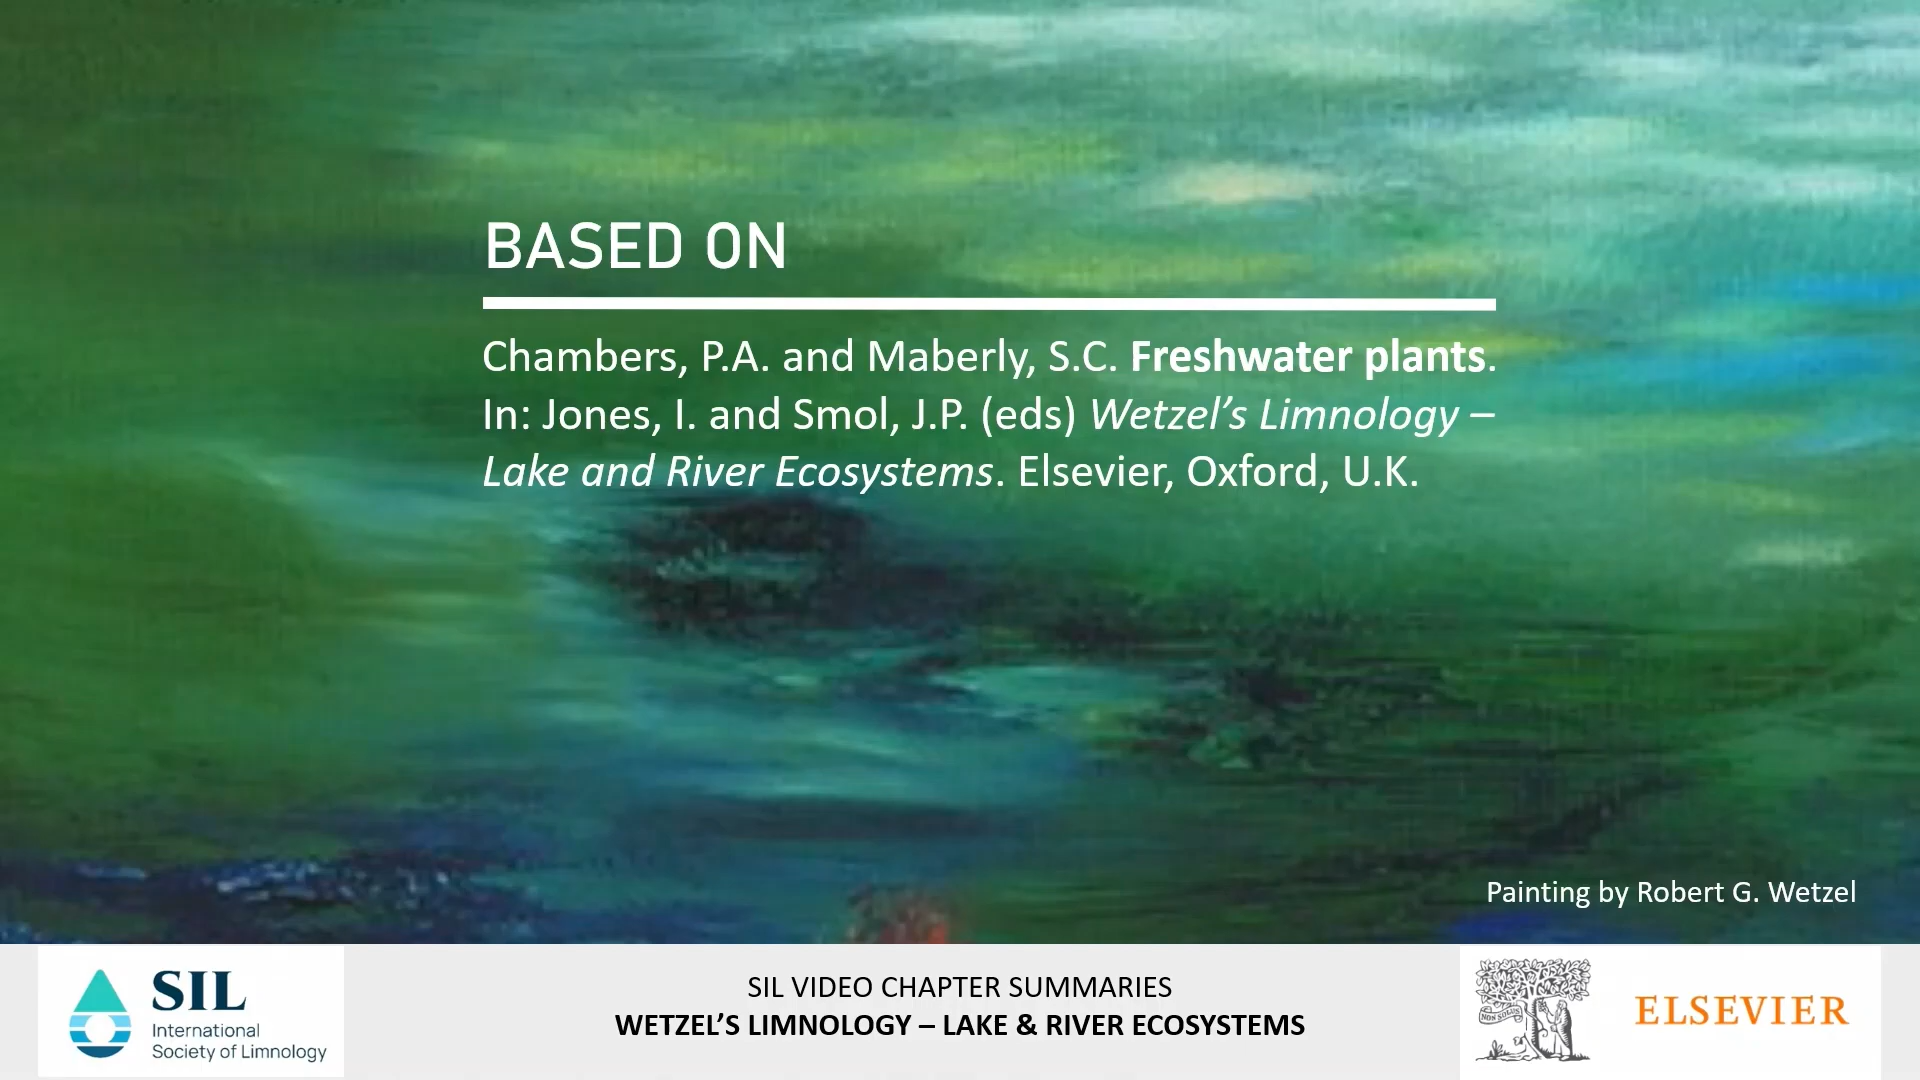 BASED ON
Chambers, P.A. and Maberly, S.C. Freshwater plants.
In: Jones, I. and Smol, J.P. (eds) Wetzel’s Limnology –
Lake and River Ecosystems. Elsevier, Oxford, U.K.
Painting by Robert G. Wetzel
SIL
International
Society of Limnology
SIL VIDEO CHAPTER SUMMARIES
WETZEL’S LIMNOLOGY – LAKE & RIVER ECOSYSTEMS
NON SOLUS
ELSEVIER